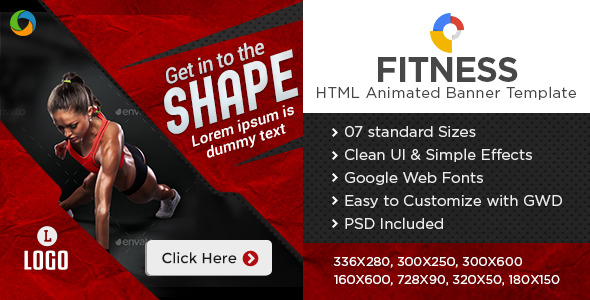 Get in to the
SHAPE
Lorem ipsum is
dummy text
L
LOGO
Click Here
FITNESS
HTML Animated Banner Template
07 standard Sizes
Clean UI & Simple Effects
Google Web Fonts
Easy to Customize with GWD
PSD Included
336X280, 300X250, 300X600
160X600, 728X90, 320X50, 180X150